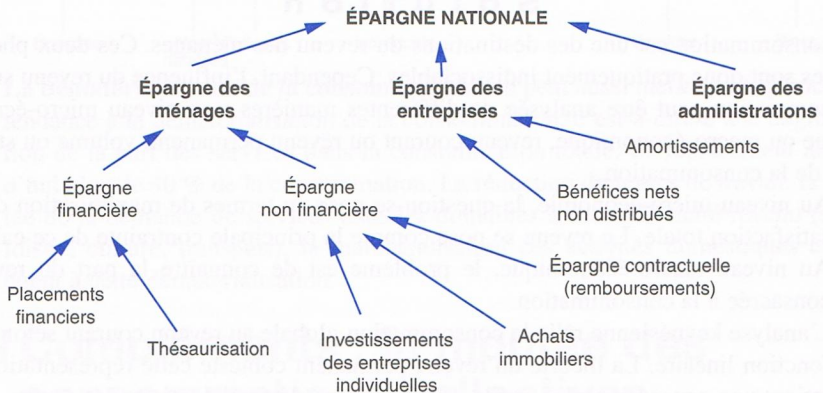 ÉPARGNE NATIONALE
Épargne des
ménages
Épargne des
entreprises
Épargne des
administrations
Amortissements
Épargne
financière
Épargne
non financière
Bénéfices nets
non distribués
Épargne contractuelle
(remboursements)
Placements
financiers
Thésaurisation
Investissements
des entreprises
individuelles
Achats
immobiliers